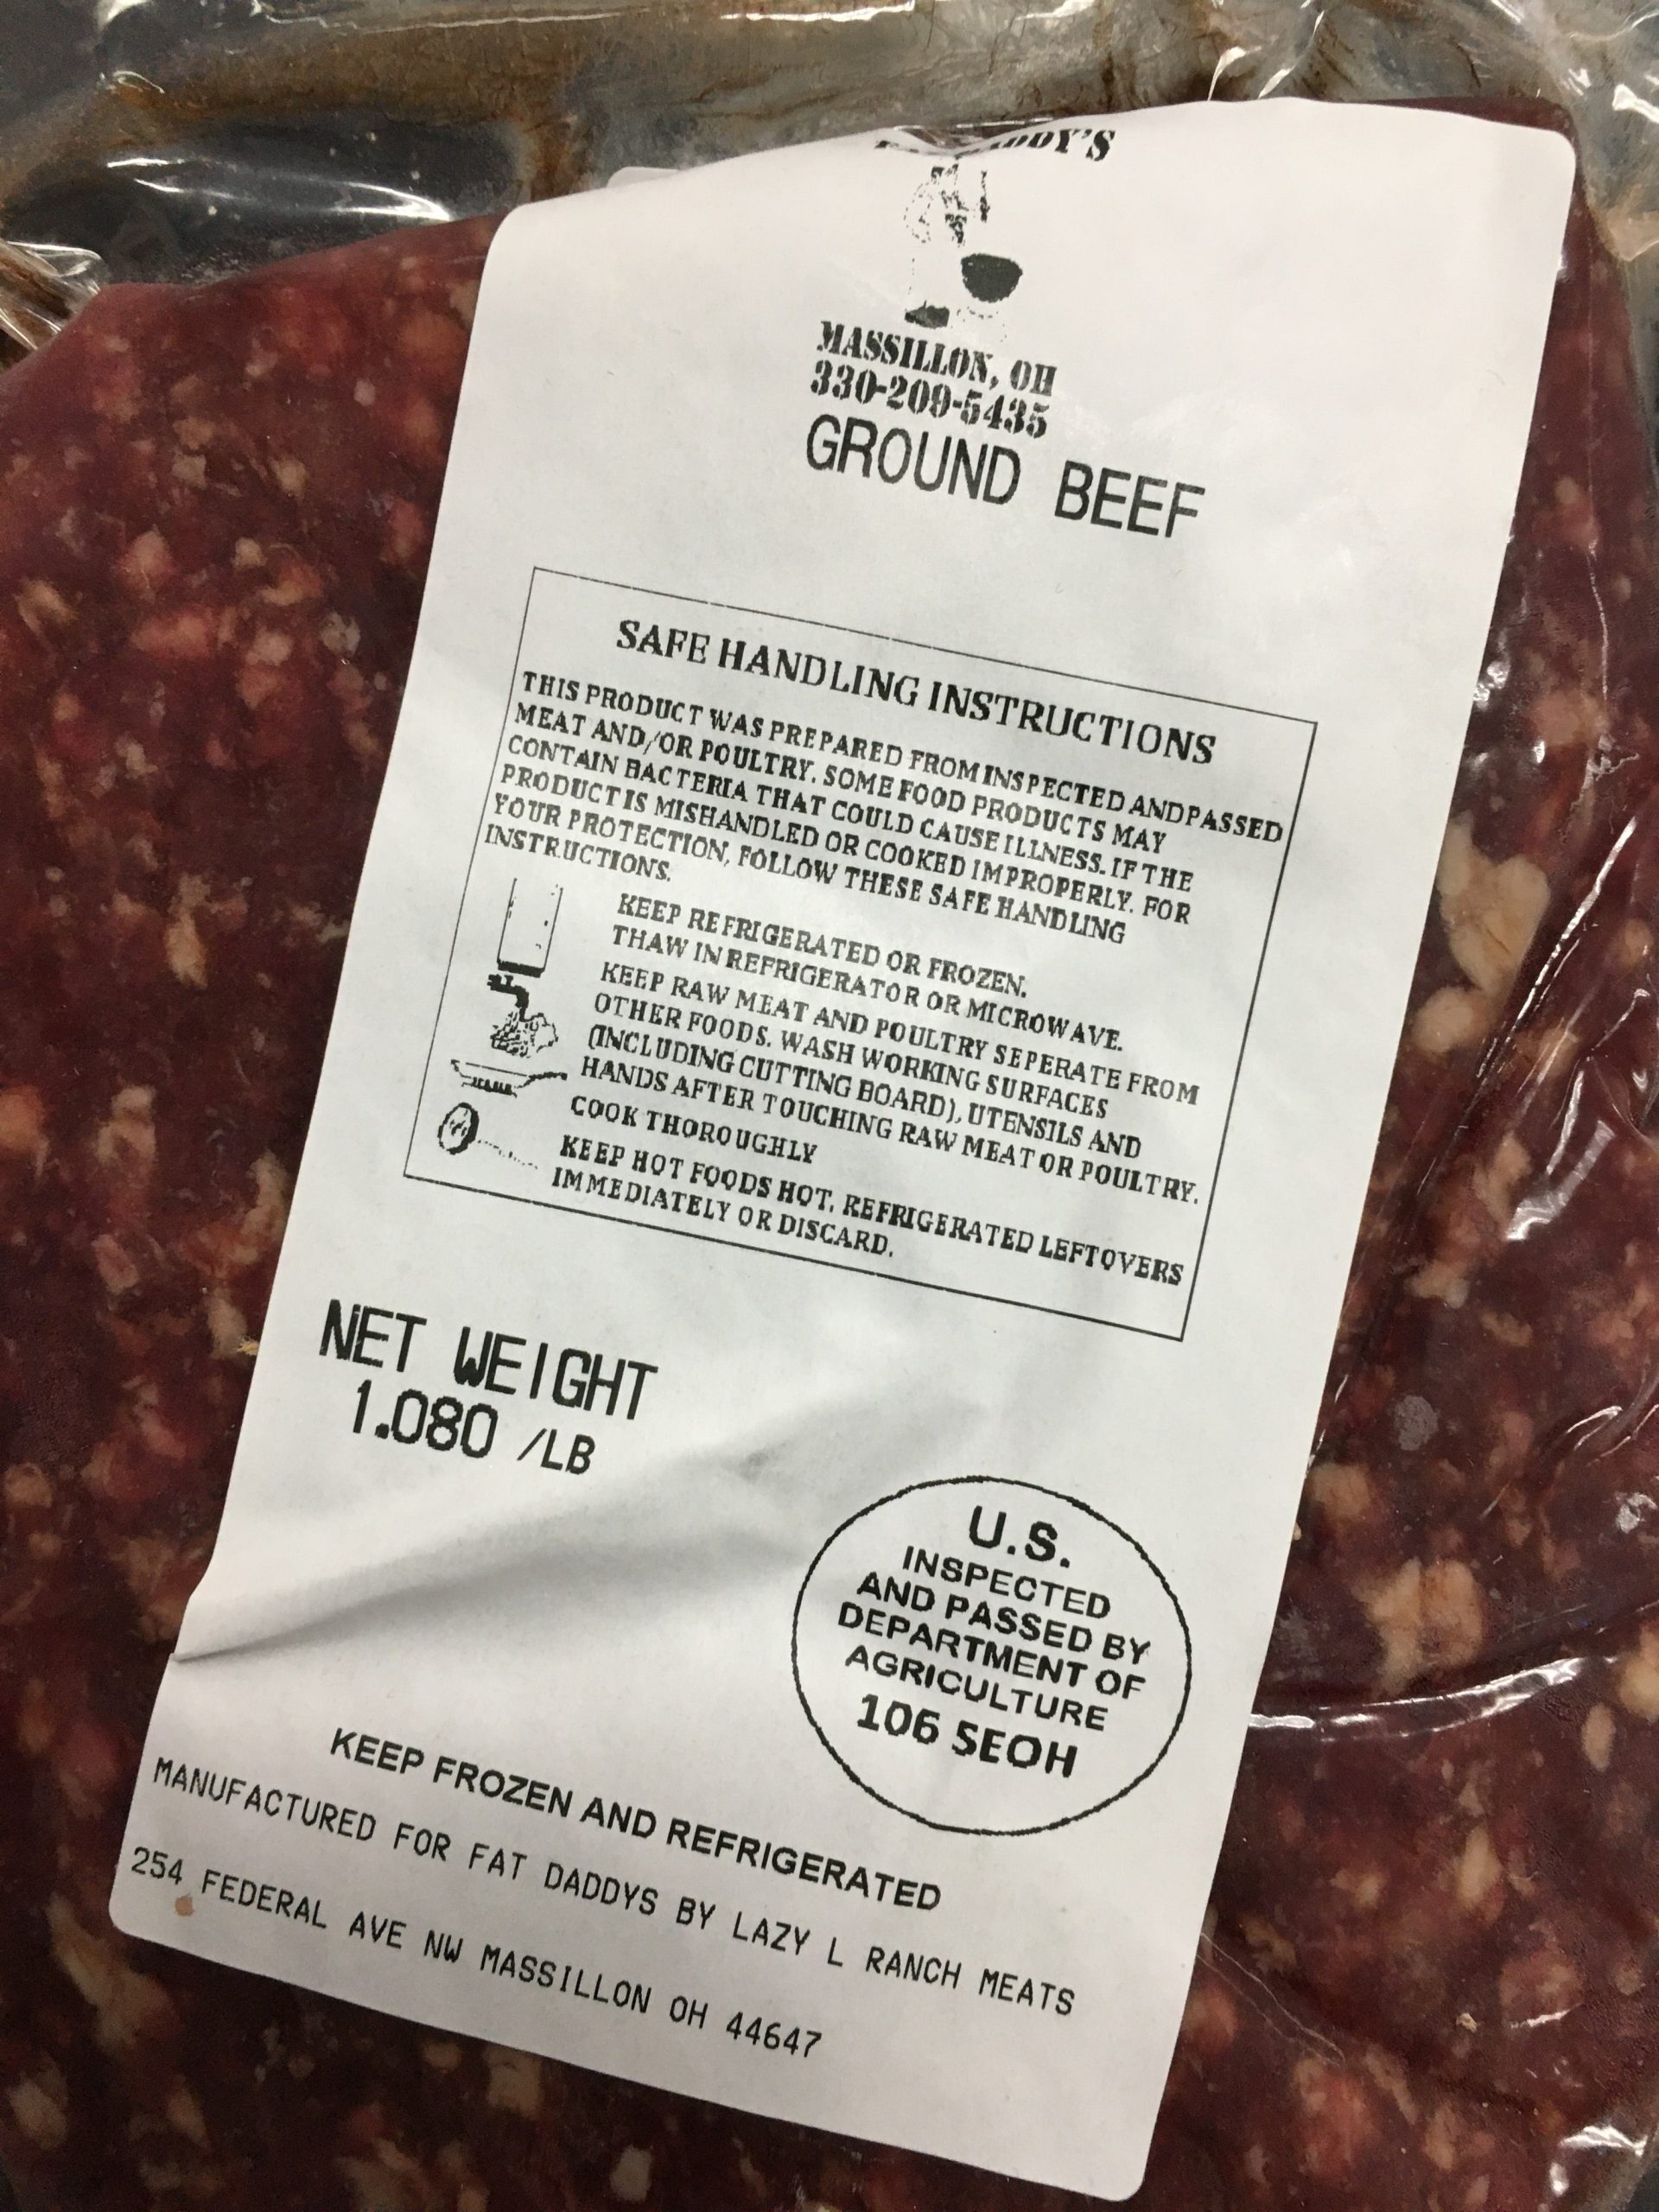 DADDY'S
MASSILLON, OH
330-209-5435
GROUND BEEF
SAFE HANDLING INSTRUCTIONS
THIS PRODUCT WAS PREPARED FROM INSPECTED AND PASSED
MEAT AND/OR POULTRY. SOME FOOD PRODUCTS MAY
CONTAIN BACTERIA THAT COULD CAUSE ILLNESS. IF THE
PRODUCT IS MISHANDLED OR COOKED IMPROPERLY. FOR
YOUR PROTECTION, FOLLOW THESE SAFE HANDLING
INSTRUCTIONS.
KEEP REFRIGERATED OR FROZEN.
THAW IN REFRIGERATOR OR MICROWAVE.
KEEP RAW MEAT AND POULTRY SEPERATE FROM
OTHER FOODS. WASH WORKING SURFACES
(INCLUDING CUTTING BOARD), UTENSILS AND
HANDS AFTER TOUCHING RAW MEAT OR POULTRY.
COOK THOROUGHLY
KEEP HOT FOODS HOT. REFRIGERATED LEFTOVERS
IMMEDIATELY OR DISCARD.
NET WEIGHT
1.080 /LB
U.S.
INSPECTED
AND PASSED BY
DEPARTMENT OF
AGRICULTURE
106 SEOH
KEEP FROZEN AND REFRIGERATED
MANUFACTURED FOR FAT DADDYS BY LAZY L RANCH MEATS
254 FEDERAL AVE NW MASSILLON OH 44647